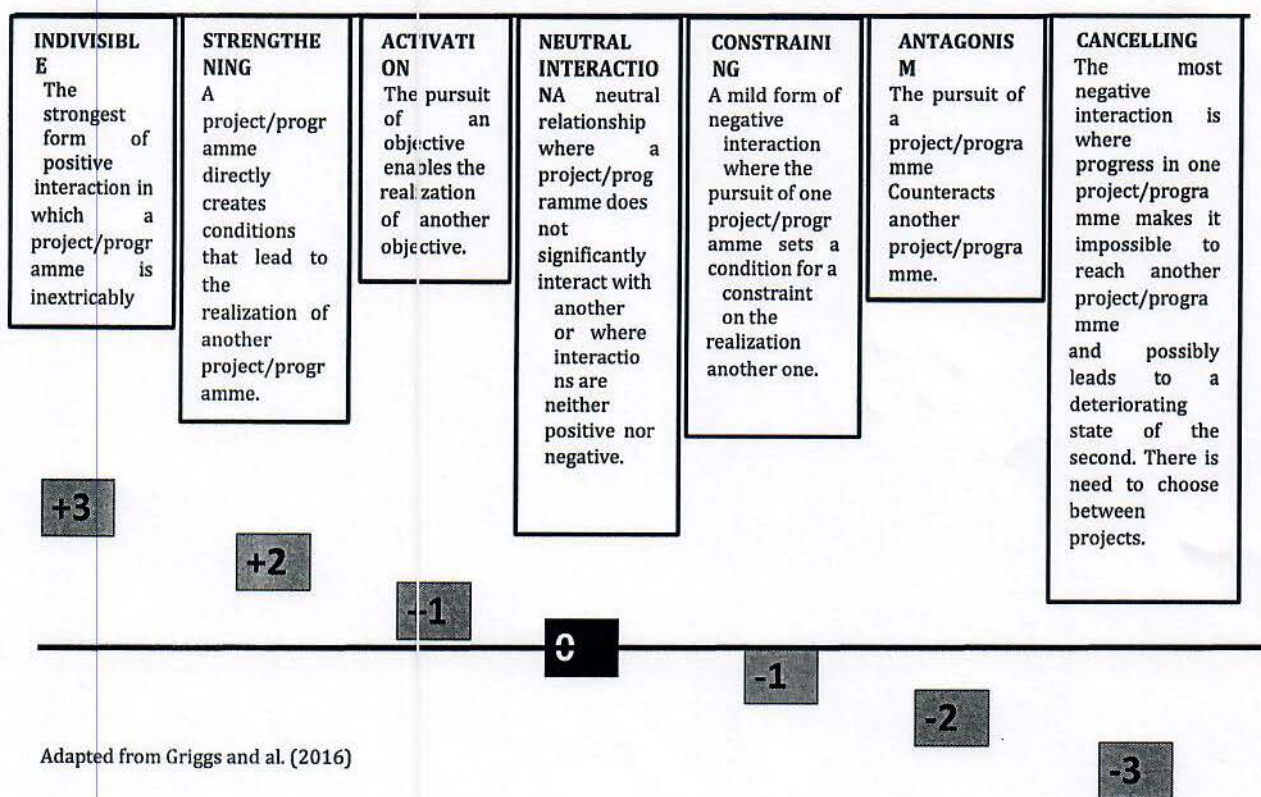 INDIVISIBL
E
The
strongest
form of
positive
interaction in
which a
project/progr
amme is
inextricably
STRENGTHE
NING
A
project/progr
amme
directly
creates
conditions
that lead to
the
realization of
another
project/progr
amme.
ACTIVATI
ON
The pursuit
of an
objective
enables the
realization
of another
objective.
NEUTRAL
INTERACTIO
NA neutral
relationship
where a
project/prog
ramme does
not
significantly
interact with
another
or where
interactio
ns are
neither
positive nor
negative.
CONSTRAINI
NG
A mild form of
negative
interaction
where the
pursuit of one
project/progr
amme sets a
condition for a
constraint
on the
realization
another one.
ANTAGONIS
M
The pursuit of
a
project/progra
mme
Counteracts
another
project/progra
mme.
CANCELLING
The most
negative
interaction is
where
progress in one
project/progra
mme makes it
impossible to
reach another
project/progra
mme
and possibly
leads to a
deteriorating
state of the
second. There is
need to choose
between
projects.
+3
+2
+1
0
-1
-2
-3
Adapted from Griggs and al. (2016)